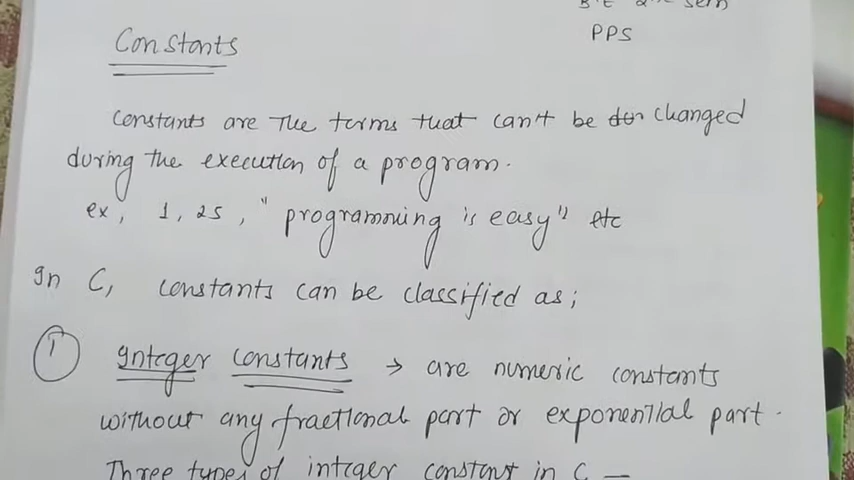 B.E 2nd sem
PPS
Constants
Constants are the terms that can't be changed
during the execution of a program.
ex, 1, 25, "programming is easy" etc
In C, constants can be classified as;
1 Integer constants → are numeric constants
without any fractional part or exponential part.
Three types of integer constant in C —